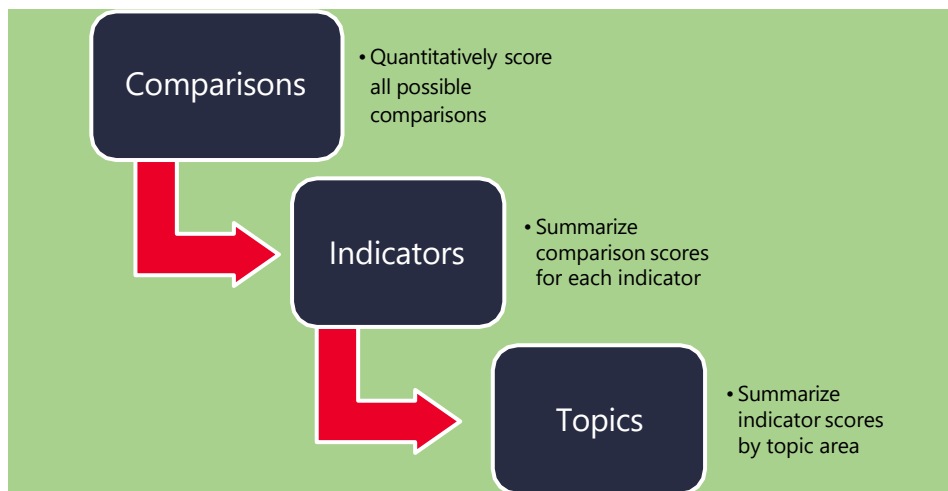 Comparisons
• Quantitatively score
all possible
comparisons
Indicators
• Summarize
comparison scores
for each indicator
Topics
• Summarize
indicator scores
by topic area